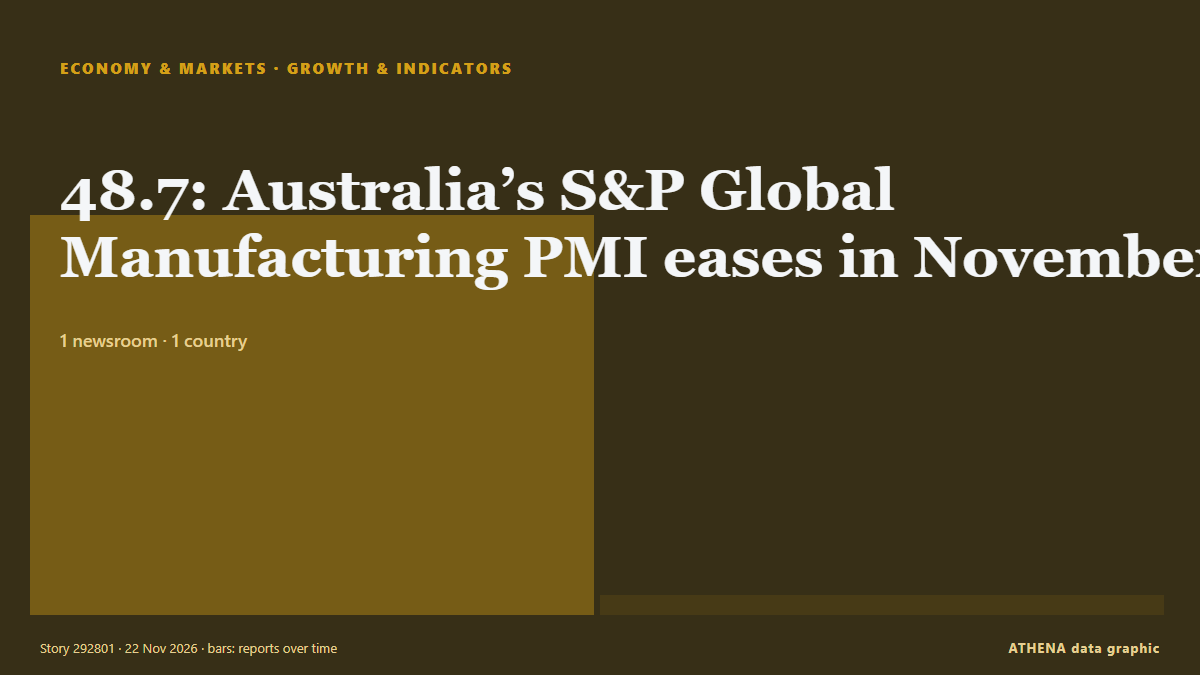 ECONOMY & MARKETS · GROWTH & INDICATORS
48.7: Australia’s S&P Global
Manufacturing PMI eases in November
1 newsroom · 1 country
Story 292801 · 22 Nov 2026 · bars: reports over time
ATHENA data graphic